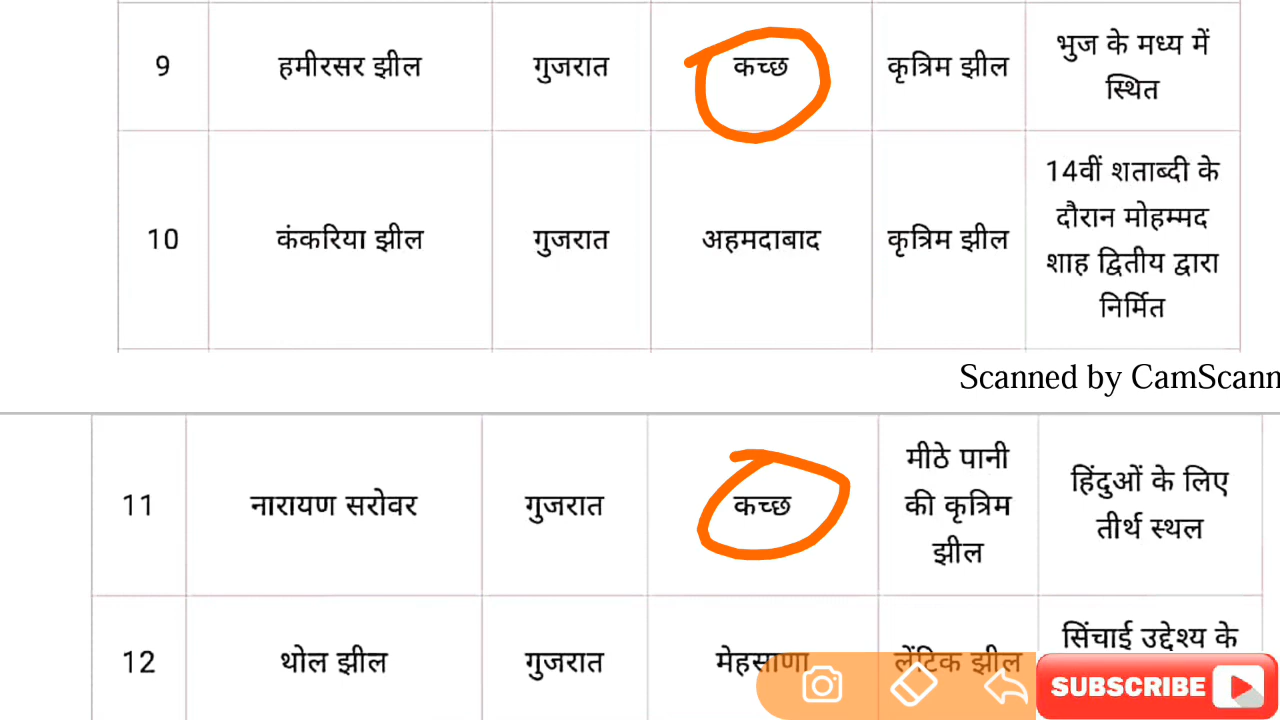 9 हमीरसर झील गुजरात कच्छ कृत्रिम झील भुज के मध्य में
स्थित
10 कंकरिया झील गुजरात अहमदाबाद कृत्रिम झील 14वीं शताब्दी के
दौरान मोहम्मद
शाह द्वितीय द्वारा
निर्मित
Scanned by CamScann
11 नारायण सरोवर गुजरात कच्छ मीठे पानी
की कृत्रिम
झील
हिंदुओं के लिए
तीर्थ स्थल
12 थोल झील गुजरात मेहसाणा लेंटिक झील सिंचाई उद्देश्य के
SUBSCRIBE